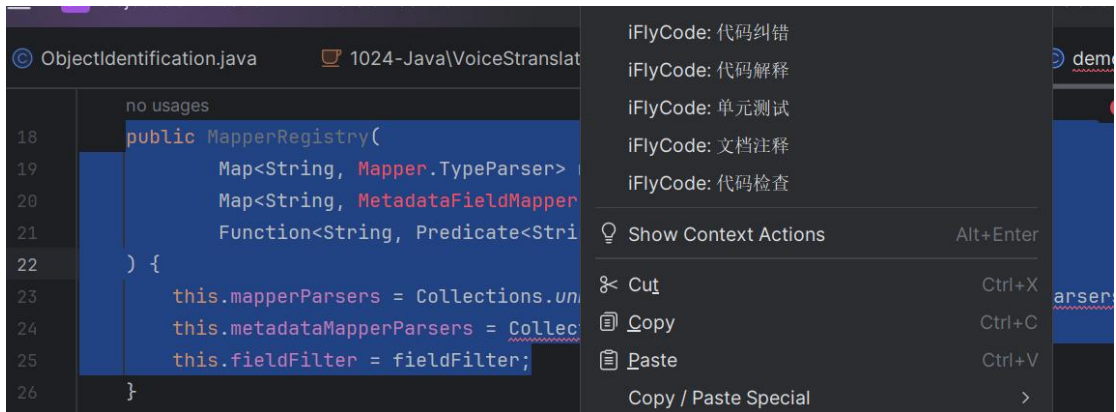 ObjectIdentification.java
1024-Java\VoiceStranslat
dem
no usages
18 public MapperRegistry(
19 Map<String, Mapper.TypeParser>
20 Map<String, MetadataFieldMapper
21 Function<String, Predicate<Stri
22 ) {
23 this.mapperParsers = Collections.un
arsers
24 this.metadataMapperParsers = Collec
25 this.fieldFilter = fieldFilter;
26 }
iFlyCode: 代码纠错
iFlyCode: 代码解释
iFlyCode: 单元测试
iFlyCode: 文档注释
iFlyCode: 代码检查
Show Context Actions Alt+Enter
Cut Ctrl+X
Copy Ctrl+C
Paste Ctrl+V
Copy / Paste Special